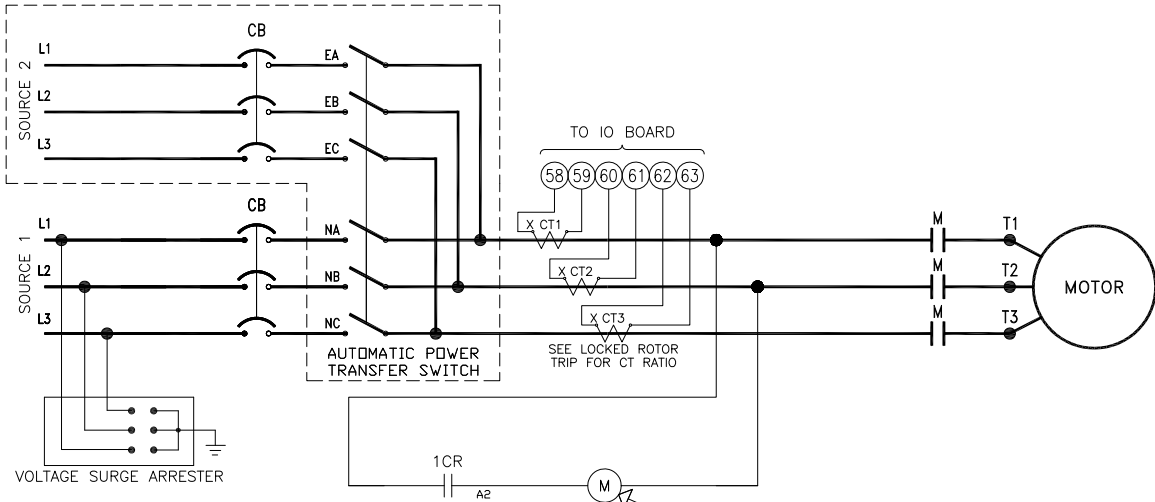 CB
L1
EA
SOURCE 2
L2
EB
L3
EC
TO IO BOARD
58 59 60 61 62 63
CB
L1
NA
X CT1
M
T1
SOURCE 1
L2
NB
X CT2
M
T2
MOTOR
L3
NC
X CT3
M
T3
AUTOMATIC POWER
TRANSFER SWITCH
SEE LOCKED ROTOR
TRIP FOR CT RATIO
VOLTAGE SURGE ARRESTER
1CR
A2
M